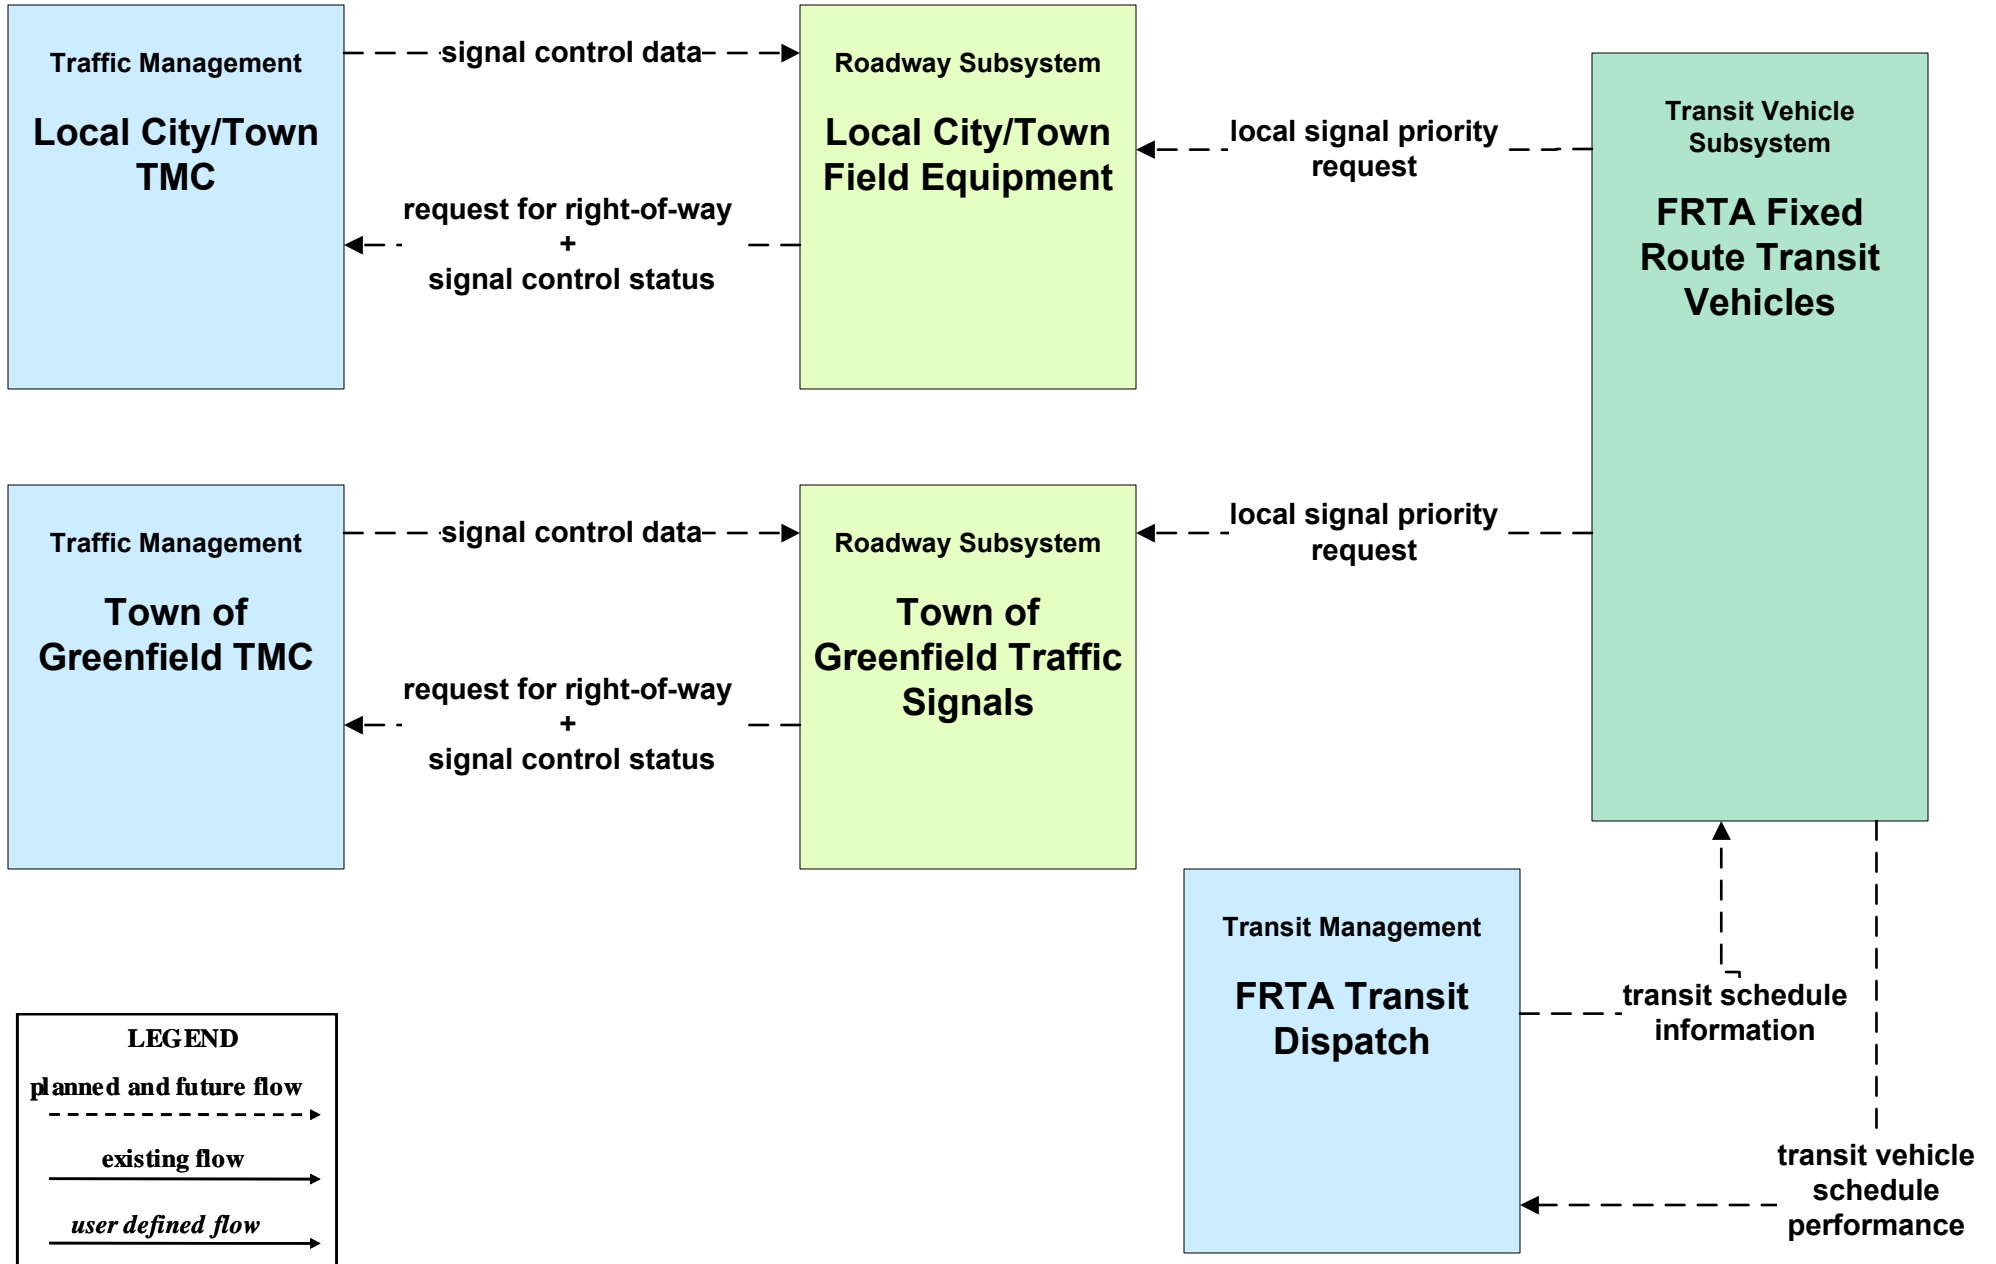 Traffic Management
Local City/Town
TMC
signal control data
request for right-of-way
+
signal control status
Roadway Subsystem
Local City/Town
Field Equipment
local signal priority
request
Transit Vehicle
Subsystem
FRTA Fixed
Route Transit
Vehicles
Traffic Management
Town of
Greenfield TMC
signal control data
request for right-of-way
+
signal control status
Roadway Subsystem
Town of
Greenfield Traffic
Signals
local signal priority
request
Transit Management
FRTA Transit
Dispatch
transit schedule
information
transit vehicle
schedule
performance
LEGEND
planned and future flow
existing flow
user defined flow